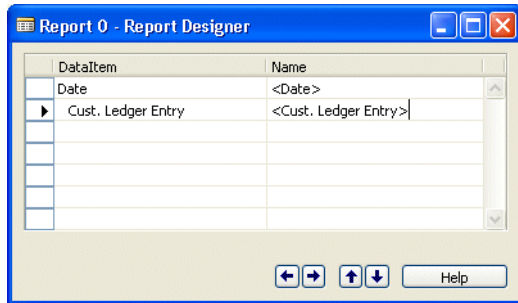 Report 0 - Report Designer
DataItem Name
Date <Date>
Cust. Ledger Entry <Cust. Ledger Entry>
Help